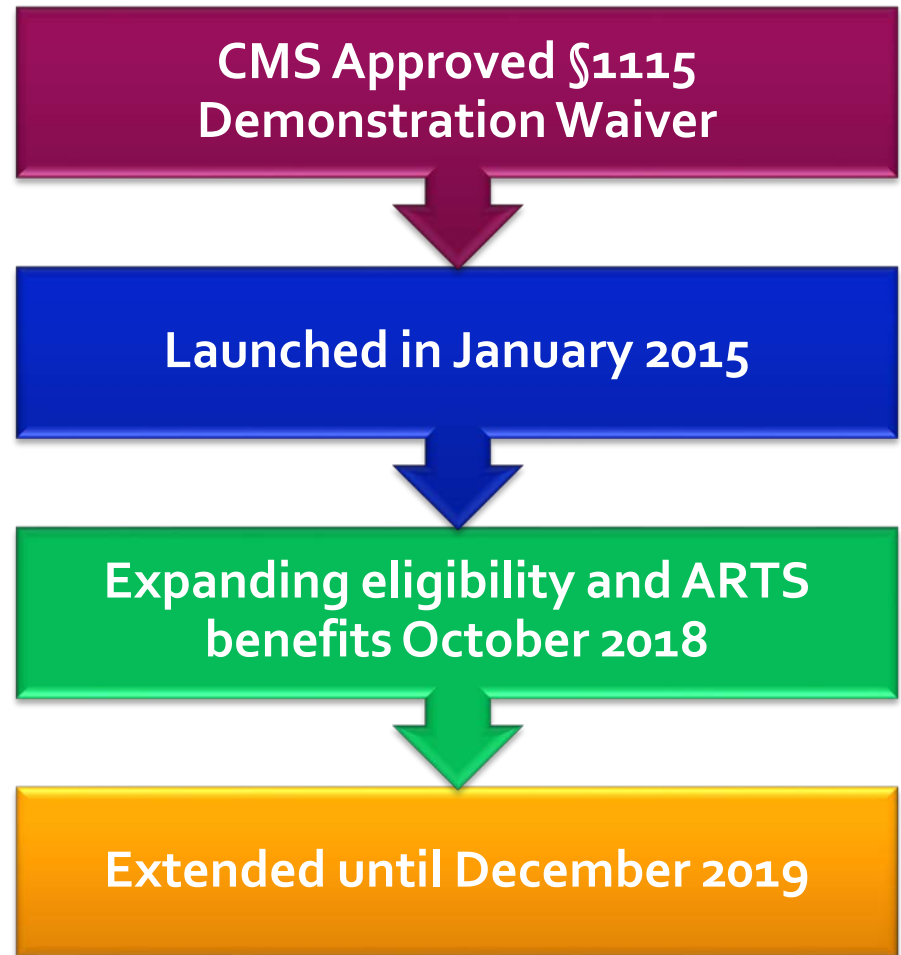 CMS Approved §1115
Demonstration Waiver
Launched in January 2015
Expanding eligibility and ARTS
benefits October 2018
Extended until December 2019